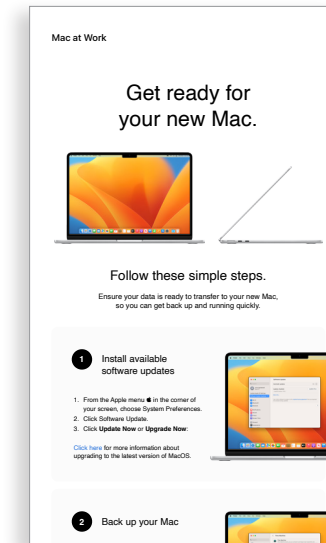 Mac at Work
Get ready for
your new Mac.
Follow these simple steps.
Ensure your data is ready to transfer to your new Mac,
so you can get back up and running quickly.
1 Install available
software updates
1. From the Apple menu  in the corner of
your screen, choose System Preferences.
2. Click Software Update.
3. Click Update Now or Upgrade Now:
Click here for more information about
upgrading to the latest version of MacOS.
2 Back up your Mac